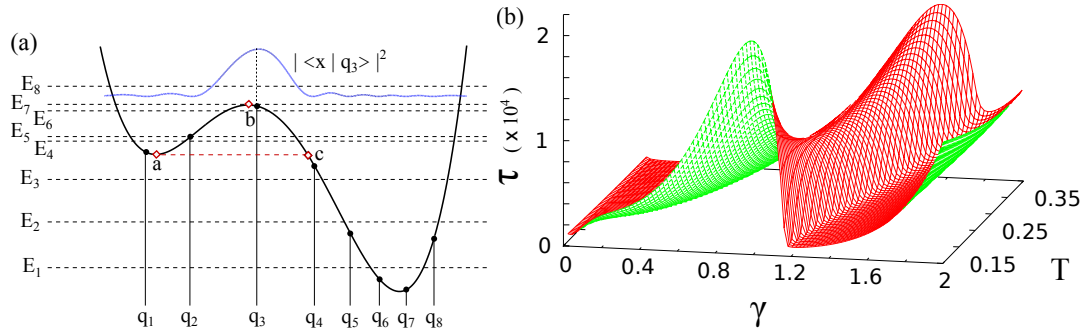 (a)
| <x | q₃> |²
E₈
E₇
E₆
E₅
E₄
E₃
E₂
E₁
a
b
c
q₁ q₂ q₃ q₄ q₅ q₆ q₇ q₈
(b)
τ ( x 10⁴ )
2
1
0
0 0.4 0.8 1.2 1.6 2
γ
0.15 0.25 0.35
T